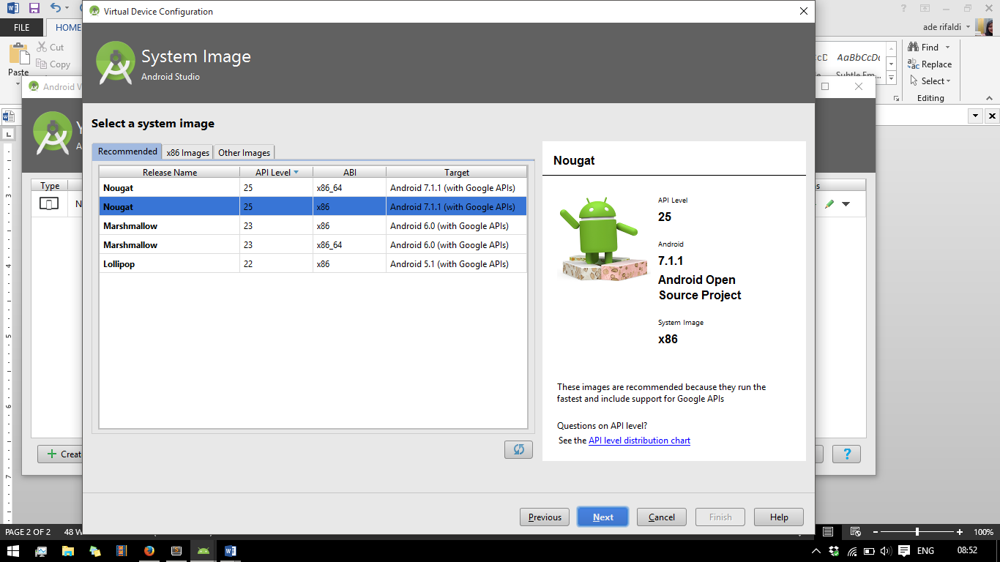 Virtual Device Configuration
FILE
HOME
ade rifaldi
Cut
Copy
Paste
System Image
Android Studio
AaBbCcDc
Subtle Em...
Find
Replace
Select
Editing
Android V
Select a system image
Recommended
x86 Images
Other Images
Release Name API Level ABI Target
Nougat 25 x86_64 Android 7.1.1 (with Google APIs)
Nougat 25 x86 Android 7.1.1 (with Google APIs)
Marshmallow 23 x86 Android 6.0 (with Google APIs)
Marshmallow 23 x86_64 Android 6.0 (with Google APIs)
Lollipop 22 x86 Android 5.1 (with Google APIs)
Type
Nougat
API Level
25
Android
7.1.1
Android Open
Source Project
System Image
x86
These images are recommended because they run the
fastest and include support for Google APIs
Questions on API level?
See the API level distribution chart
+ Creat
?
Previous
Next
Cancel
Finish
Help
PAGE 2 OF 2 48 W
100%
ENG
08:52